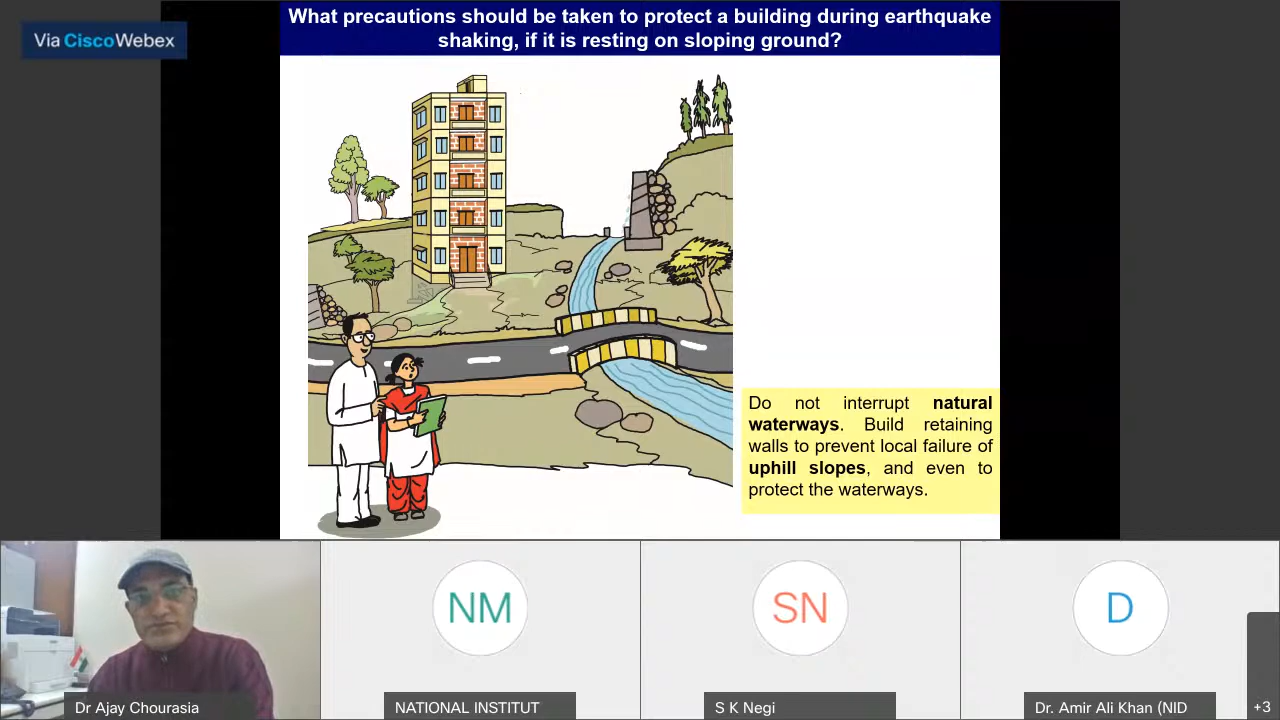 What precautions should be taken to protect a building during earthquake
shaking, if it is resting on sloping ground?
Via Cisco Webex
Do not interrupt natural
waterways. Build retaining
walls to prevent local failure of
uphill slopes, and even to
protect the waterways.
NM
SN
D
Dr Ajay Chourasia
NATIONAL INSTITUT
S K Negi
Dr. Amir Ali Khan (NID
+3